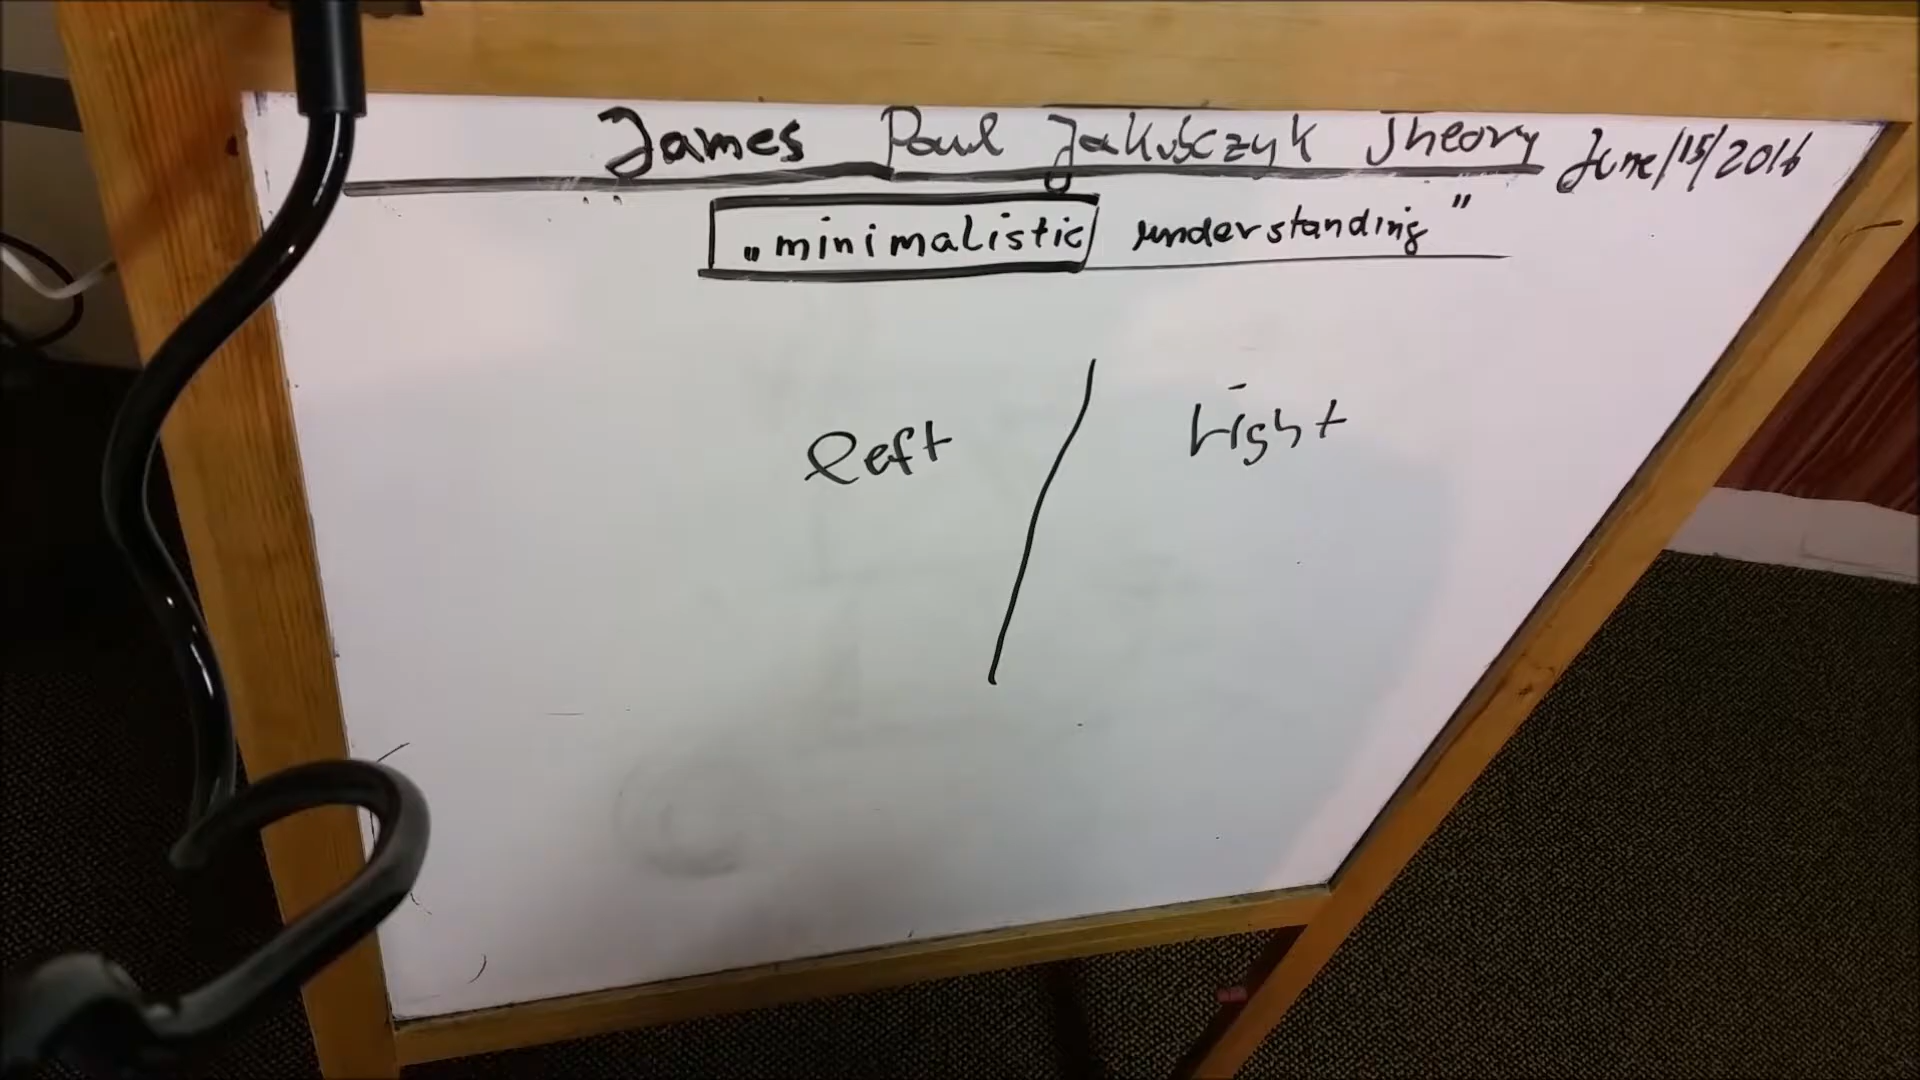 James Paul Jakubczyk Theory June/15/2016
„minimalistic understanding"
left / right